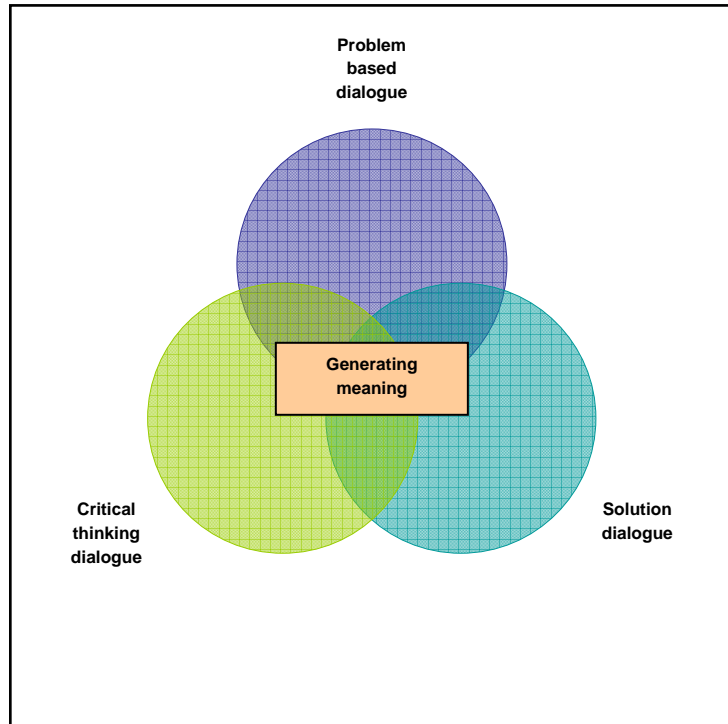 Problem
based
dialogue
Generating
meaning
Critical
thinking
dialogue
Solution
dialogue